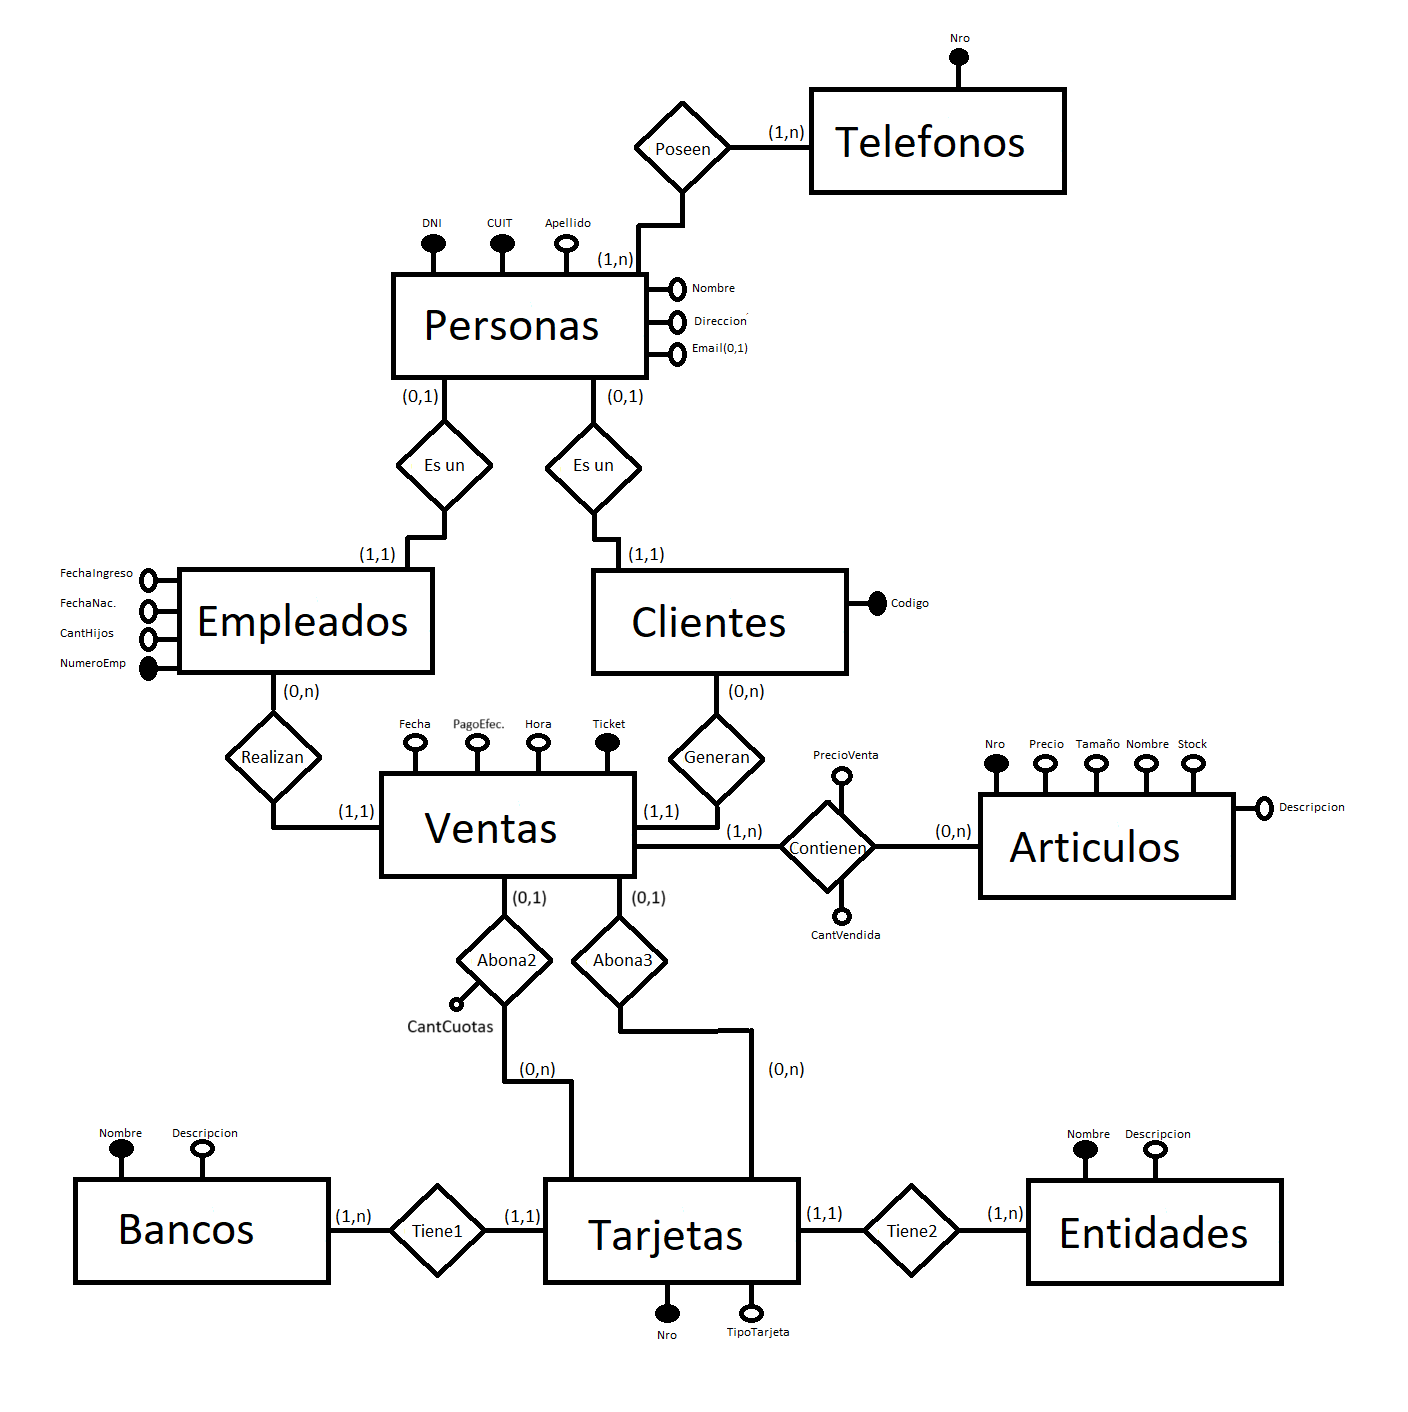 Nro
Telefonos
(1,n)
Poseen
(1,n)
DNI
CUIT
Apellido
Personas
Nombre
Direccion
Email(0,1)
(0,1)
(0,1)
Es un
Es un
(1,1)
(1,1)
FechaIngreso
FechaNac.
CantHijos
NumeroEmp
Empleados
Clientes
Codigo
(0,n)
(0,n)
Realizan
Fecha
PagoEfec.
Hora
Ticket
Generan
(1,1)
Ventas
(1,1)
(1,n)
PrecioVenta
Contienen
CantVendida
(0,n)
Nro
Precio
Tamaño
Nombre
Stock
Descripcion
Articulos
(0,1)
(0,1)
Abona2
Abona3
CantCuotas
(0,n)
(0,n)
Nombre
Descripcion
Bancos
(1,n)
Tiene1
(1,1)
Tarjetas
Nro
TipoTarjeta
(1,1)
Tiene2
(1,n)
Nombre
Descripcion
Entidades